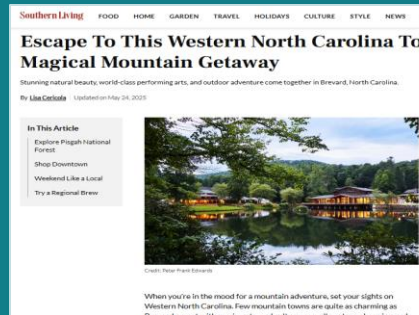 Southern Living FOOD HOME GARDEN TRAVEL HOLIDAYS CULTURE STYLE NEWS
Escape To This Western North Carolina To
Magical Mountain Getaway
Stunning natural beauty, world-class performing arts, and outdoor adventure come together in Brevard, North Carolina.
By Lisa Cericola Updated on May 24, 2025
In This Article
Explore Pisgah National
Forest
Shop Downtown
Weekend Like a Local
Try a Regional Brew
Credit: Peter Frank Edwards
When you're in the mood for a mountain adventure, set your sights on
Western North Carolina. Few mountain towns are quite as charming as